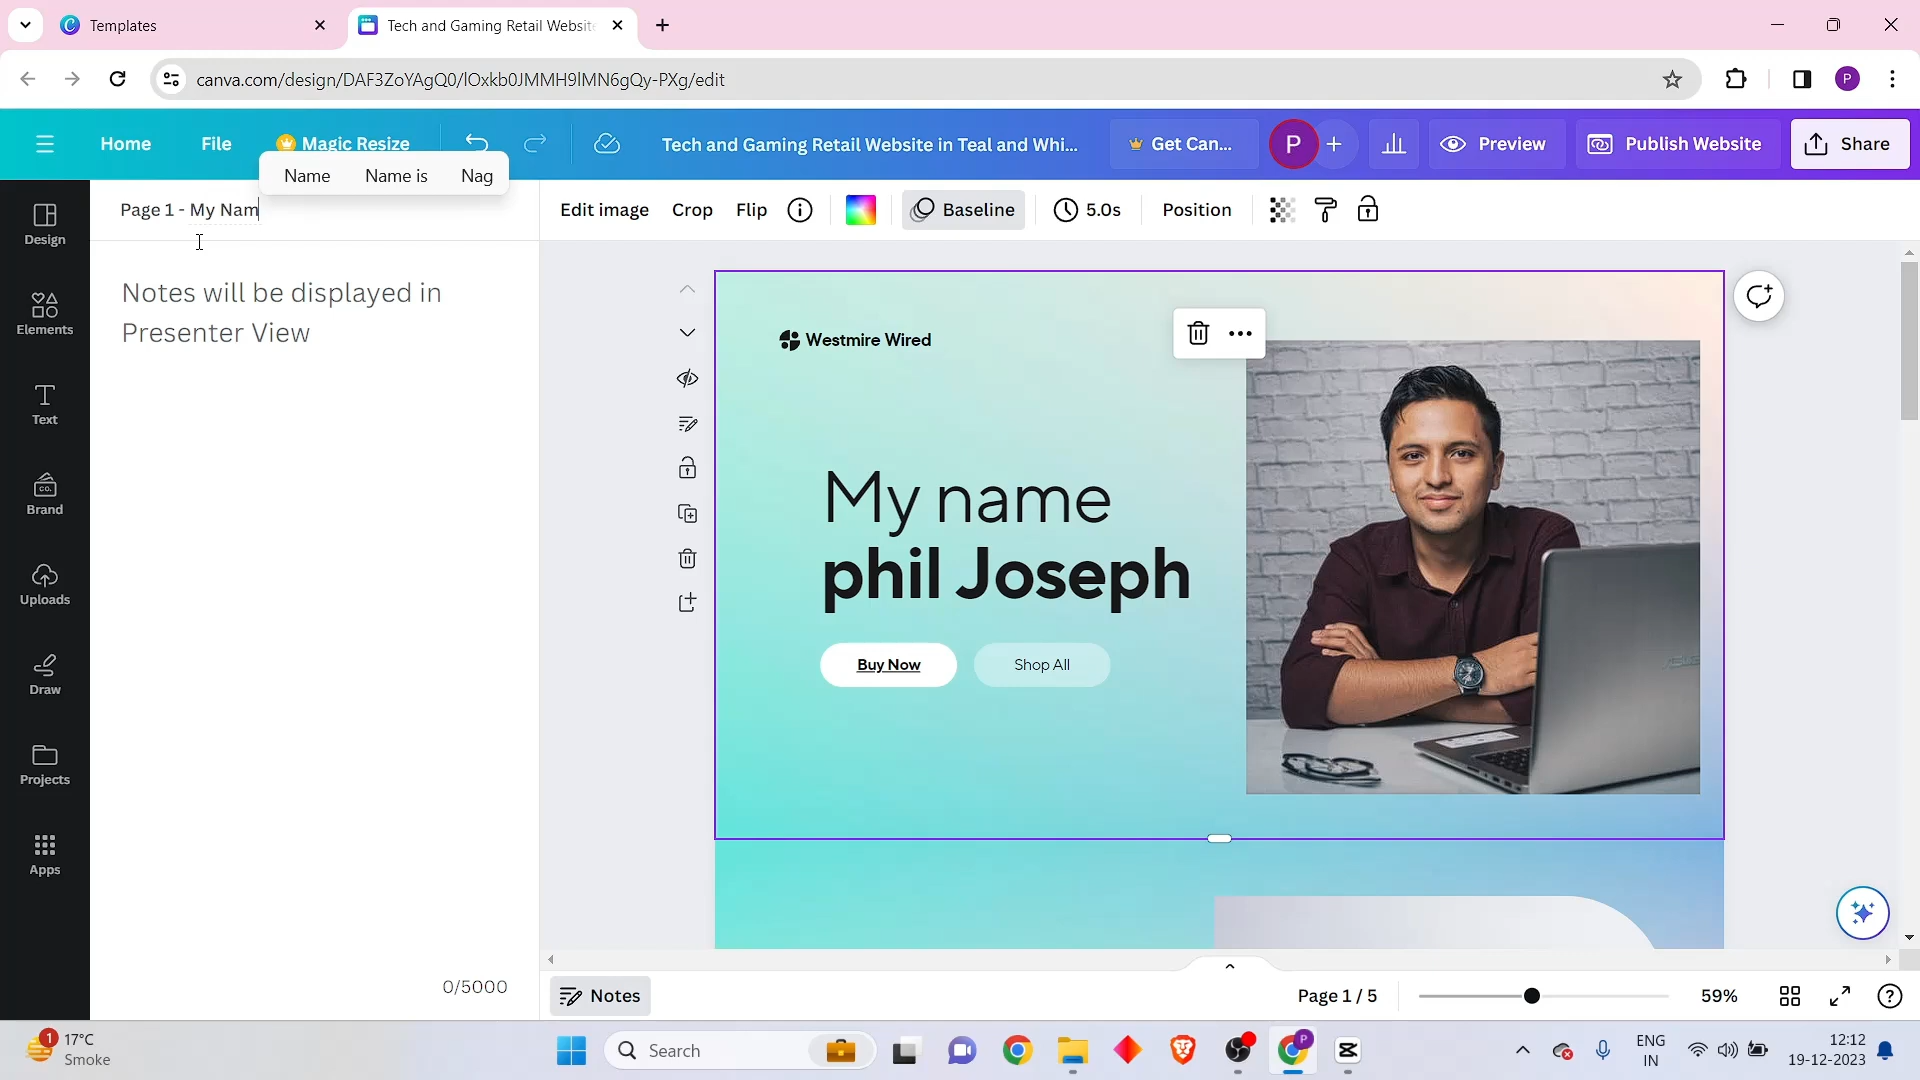 Templates
Tech and Gaming Retail Website
canva.com/design/DAF3ZoYAgQ0/lOxkb0JMMH9lMN6gQy-PXg/edit
P
Home
File
Magic Resize
Tech and Gaming Retail Website in Teal and Whi...
Get Can...
P
Preview
Publish Website
Share
Name
Name is
Nag
Page 1 - My Nam
Edit image
Crop
Flip
Baseline
5.0s
Position
Design
Elements
Text
Brand
Uploads
Draw
Projects
Apps
Notes will be displayed in
Presenter View
0/5000
Westmire Wired
My name
phil Joseph
Buy Now
Shop All
CO.
Notes
Page 1 / 5
59%
1
17°C
Smoke
Search
P
ENG
IN
12:12
19-12-2023